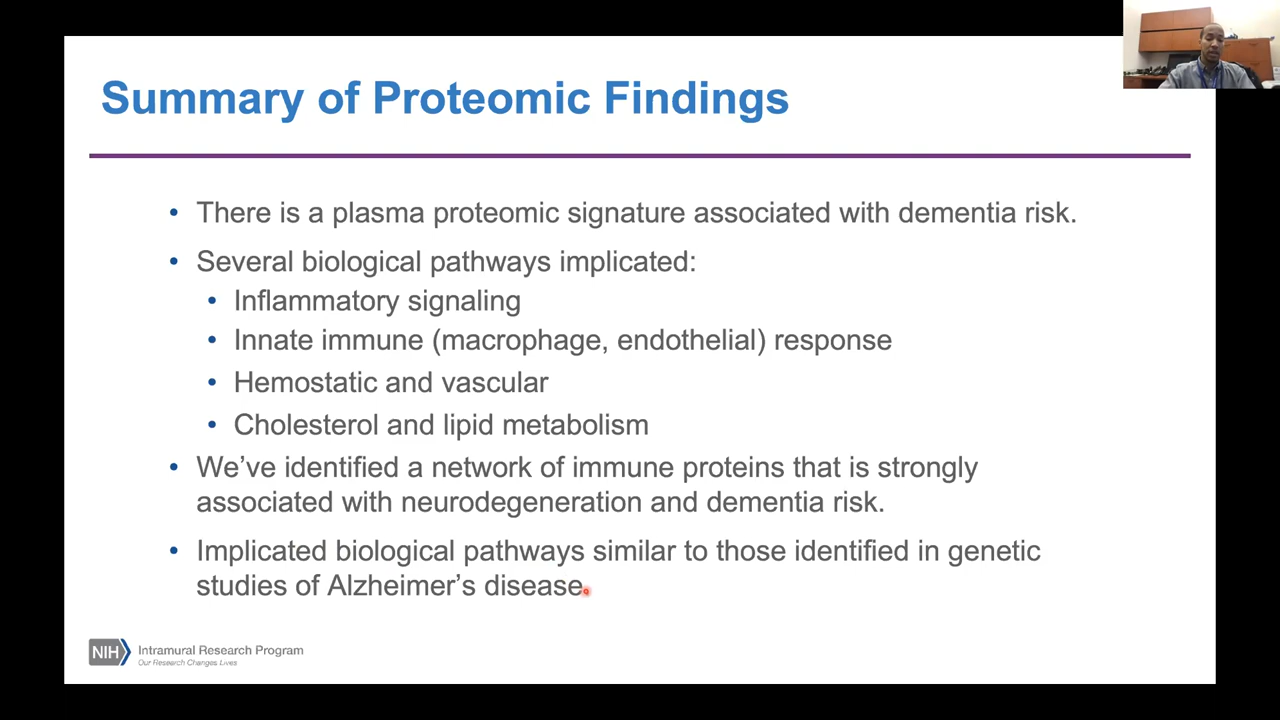 Summary of Proteomic Findings
• There is a plasma proteomic signature associated with dementia risk.
• Several biological pathways implicated:
• Inflammatory signaling
• Innate immune (macrophage, endothelial) response
• Hemostatic and vascular
• Cholesterol and lipid metabolism
• We’ve identified a network of immune proteins that is strongly
associated with neurodegeneration and dementia risk.
• Implicated biological pathways similar to those identified in genetic
studies of Alzheimer’s disease.
NIH Intramural Research Program
Our Research Changes Lives